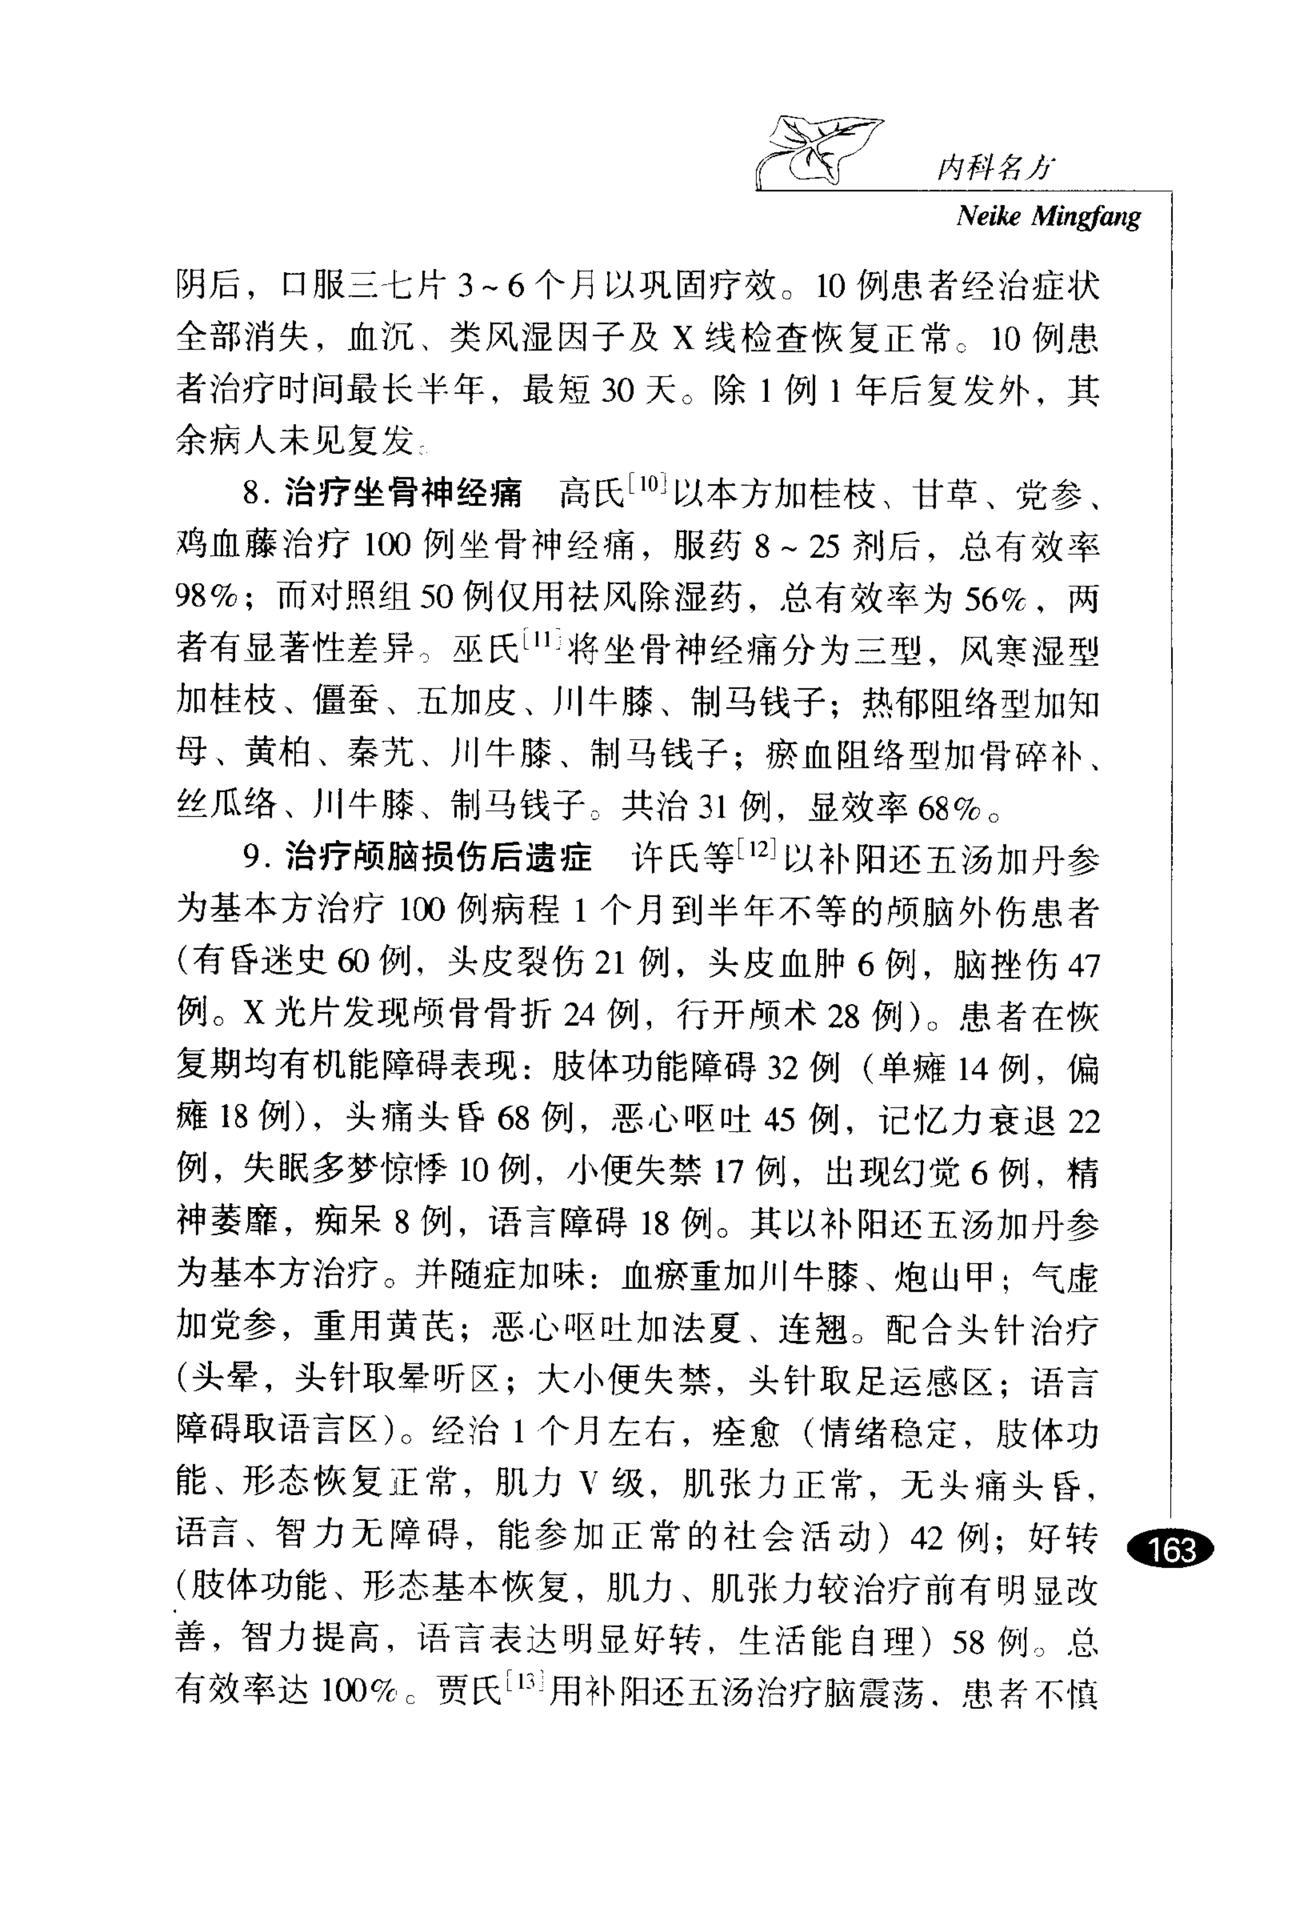 内科名方
Neike Mingfang
阴后，口服三七片 3～6 个月以巩固疗效。10 例患者经治症状
全部消失，血沉、类风湿因子及 X 线检查恢复正常。10 例患
者治疗时间最长半年，最短 30 天。除 1 例 1 年后复发外，其
余病人未见复发。
8. 治疗坐骨神经痛　高氏[10]以本方加桂枝、甘草、党参、
鸡血藤治疗 100 例坐骨神经痛，服药 8～25 剂后，总有效率
98%；而对照组 50 例仅用祛风除湿药，总有效率为 56%，两
者有显著性差异。巫氏[11]将坐骨神经痛分为三型，风寒湿型
加桂枝、僵蚕、五加皮、川牛膝、制马钱子；热郁阻络型加知
母、黄柏、秦艽、川牛膝、制马钱子；瘀血阻络型加骨碎补、
丝瓜络、川牛膝、制马钱子。共治 31 例，显效率 68%。
9. 治疗颅脑损伤后遗症　许氏等[12]以补阳还五汤加丹参
为基本方治疗 100 例病程 1 个月到半年不等的颅脑外伤患者
(有昏迷史 60 例，头皮裂伤 21 例，头皮血肿 6 例，脑挫伤 47
例。X 光片发现颅骨骨折 24 例，行开颅术 28 例)。患者在恢
复期均有机能障碍表现：肢体功能障碍 32 例（单瘫 14 例，偏
瘫 18 例)，头痛头昏 68 例，恶心呕吐 45 例，记忆力衰退 22
例，失眠多梦惊悸 10 例，小便失禁 17 例，出现幻觉 6 例，精
神萎靡，痴呆 8 例，语言障碍 18 例。其以补阳还五汤加丹参
为基本方治疗。并随症加味：血瘀重加川牛膝、炮山甲；气虚
加党参，重用黄芪；恶心呕吐加法夏、连翘。配合头针治疗
(头晕，头针取晕听区；大小便失禁，头针取足运感区；语言
障碍取语言区)。经治 1 个月左右，痊愈（情绪稳定，肢体功
能、形态恢复正常，肌力 V 级，肌张力正常，无头痛头昏，
语言、智力无障碍，能参加正常的社会活动）42 例；好转
(肢体功能、形态基本恢复，肌力、肌张力较治疗前有明显改
善，智力提高，语言表达明显好转，生活能自理）58 例。总
有效率达 100%。贾氏[13]用补阳还五汤治疗脑震荡，患者不慎
163